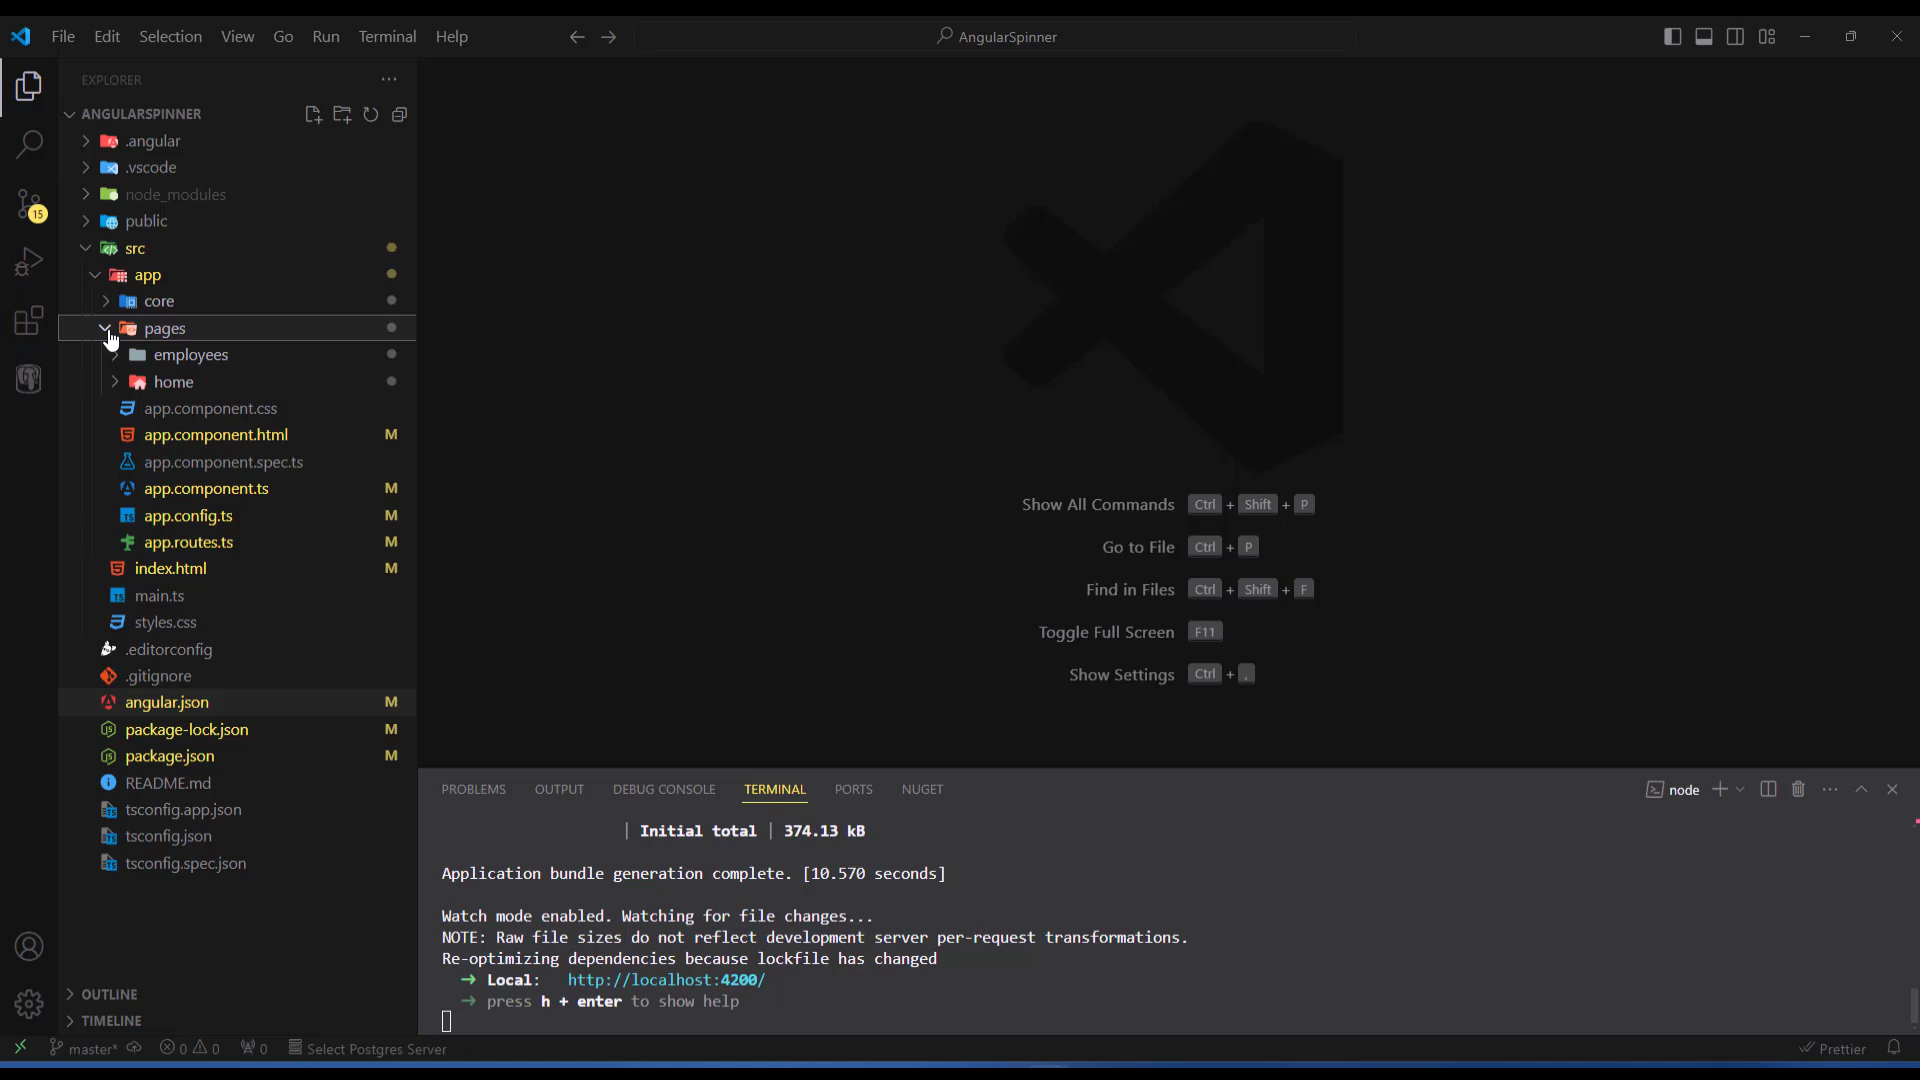 File Edit Selection View Go Run Terminal Help
AngularSpinner
EXPLORER
ANGULARSPINNER
.angular
.vscode
node_modules
public
15
src
app
core
pages
employees
home
app.component.css
app.component.html M
app.component.spec.ts
app.component.ts M
app.config.ts M
app.routes.ts M
index.html M
main.ts
styles.css
.editorconfig
.gitignore
angular.json M
package-lock.json M
package.json M
README.md
tsconfig.app.json
tsconfig.json
tsconfig.spec.json
OUTLINE
TIMELINE
Show All Commands Ctrl + Shift + P
Go to File Ctrl + P
Find in Files Ctrl + Shift + F
Toggle Full Screen F11
Show Settings Ctrl + ,
PROBLEMS OUTPUT DEBUG CONSOLE TERMINAL PORTS NUGET
node
| Initial total | 374.13 kB
Application bundle generation complete. [10.570 seconds]
Watch mode enabled. Watching for file changes...
NOTE: Raw file sizes do not reflect development server per-request transformations.
Re-optimizing dependencies because lockfile has changed
➜ Local: http://localhost:4200/
➜ press h + enter to show help
master* 0 0 0 Select Postgres Server
Prettier